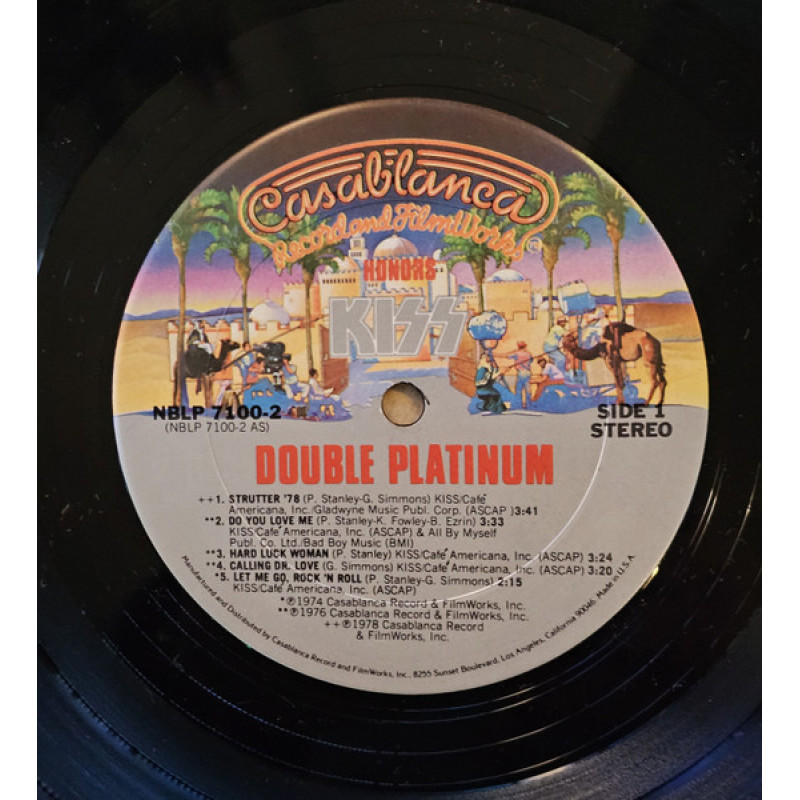 Casablanca
Record and FilmWorks
HONORS
KISS
NBLP 7100-2
(NBLP 7100-2 AS)
SIDE 1
STEREO
DOUBLE PLATINUM
++1. STRUTTER '78 (P. Stanley-G. Simmons) KISS/Café
Americana, Inc./Gladwyne Music Publ. Corp. (ASCAP )3:41
**2. DO YOU LOVE ME (P. Stanley-K. Fowley-B. Ezrin) 3:33
KISS/Café Americana, Inc. (ASCAP) & All By Myself
Publ. Co. Ltd./Bad Boy Music (BMI)
**3. HARD LUCK WOMAN (P. Stanley) KISS/Café Americana, Inc. (ASCAP) 3:24
**4. CALLING DR. LOVE (G. Simmons) KISS/Café Americana, Inc. (ASCAP) 3:20
*5. LET ME GO, ROCK 'N ROLL (P. Stanley-G. Simmons) 2:15
KISS/Café Americana, Inc. (ASCAP)
*℗1974 Casablanca Record & FilmWorks, Inc.
**℗1976 Casablanca Record & FilmWorks, Inc.
++℗1978 Casablanca Record
& FilmWorks, Inc.
Manufactured and Distributed by Casablanca Record and FilmWorks, Inc., 8255 Sunset Boulevard, Los Angeles, California 90046. Made in U.S.A.